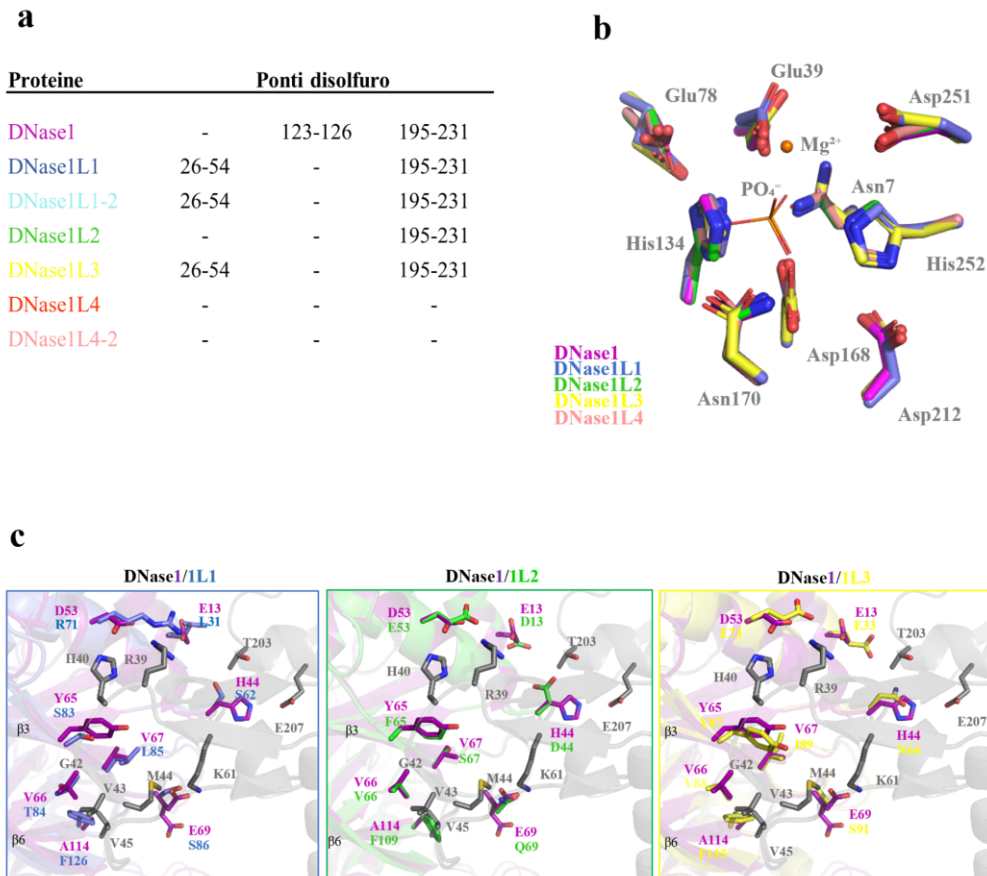 a
Proteine Ponti disolfuro
DNase1 - 123-126 195-231
DNase1L1 26-54 - 195-231
DNase1L1-2 26-54 - 195-231
DNase1L2 - - 195-231
DNase1L3 26-54 - 195-231
DNase1L4 - - -
DNase1L4-2 - - -
b
Glu39
Glu78
Asp251
Mg²⁺
PO₄⁻
Asn7
His134
His252
Asp168
Asn170
Asp212
DNase1
DNase1L1
DNase1L2
DNase1L3
DNase1L4
c
DNase1/1L1
D53
R71
E13
L31
T203
H40
R39
H44
S62
Y65
S83
E207
β3
V67
L85
G42
M44
K61
V66
T84
V43
E69
S86
A114
F126
V45
β6
DNase1/1L2
D53
E53
E13
D13
T203
H40
R39
Y65
F65
E207
β3
H44
D44
V67
S67
G42
M44
K61
V66
V66
V43
A114
F109
V45
E69
Q69
β6
DNase1/1L3
D53
E13
E33
T203
H40
R39
Y65
E207
β3
V67
I89
H44
N64
G42
M44
K61
V66
V88
V43
E69
S91
A114
V45
β6